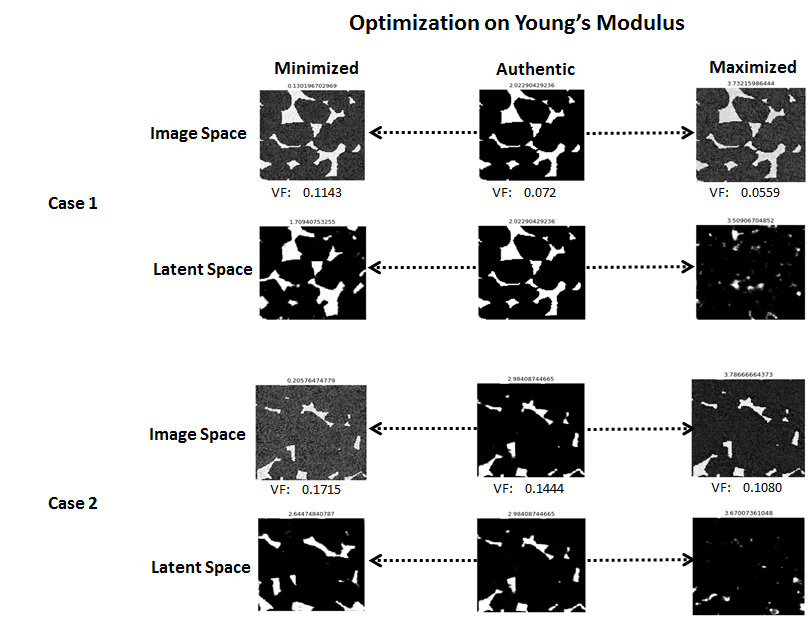 Optimization on Young's Modulus
Minimized Authentic Maximized
0.130196702969 2.02290429236 3.73215986444
Image Space
VF: 0.1143 VF: 0.072 VF: 0.0559
Case 1
1.70940753255 2.02290429236 3.50906704852
Latent Space
0.20576474779 2.98408744665 3.78666664373
Image Space
VF: 0.1715 VF: 0.1444 VF: 0.1080
Case 2
2.64474840787 2.98408744665 3.67007361048
Latent Space